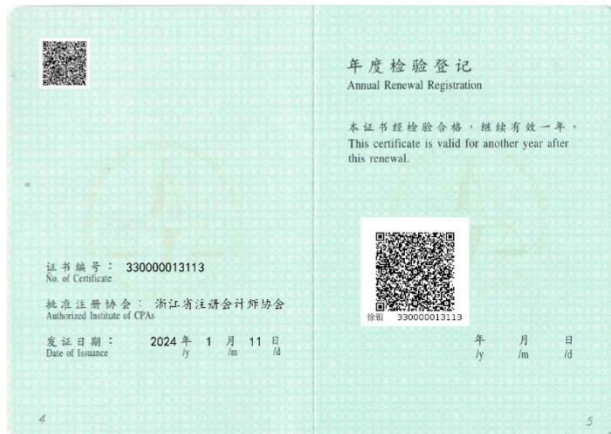 证书编号： 330000013113
No. of Certificate
批准注册协会： 浙江省注册会计师协会
Authorized Institute of CPAs
发证日期： 2024 年 1 月 11 日
Date of Issuance /y /m /d
4
年度检验登记
Annual Renewal Registration
本证书经检验合格，继续有效一年。
This certificate is valid for another year after
this renewal.
330000013113
年 月 日
/y /m /d
5